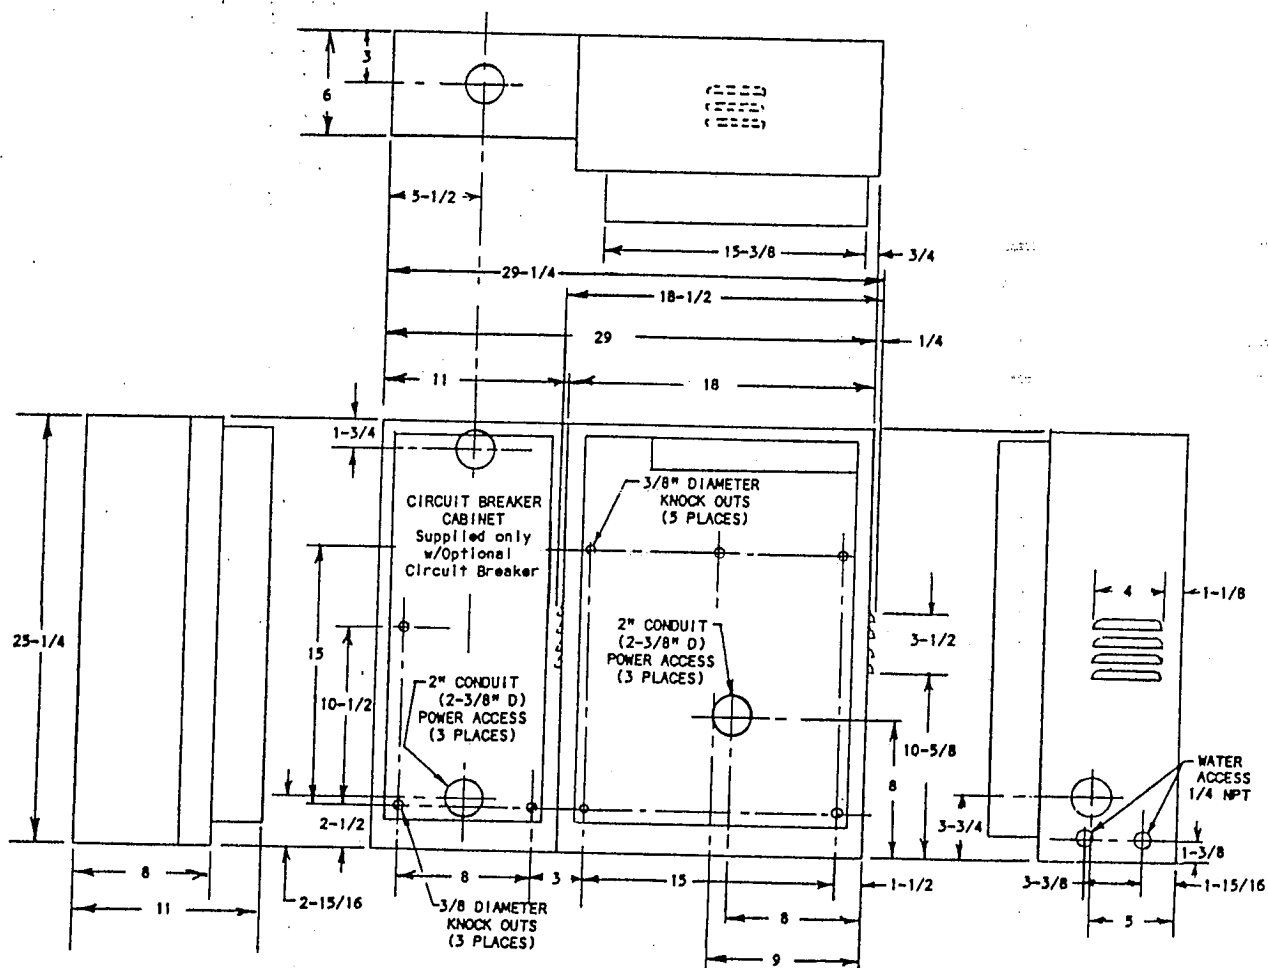 3
6
5-1/2
15-3/8
3/4
29-1/4
18-1/2
29
1/4
11
18
1-3/4
3/8" DIAMETER
KNOCK OUTS
(5 PLACES)
CIRCUIT BREAKER
CABINET
Supplied only
w/Optional
Circuit Breaker
4
1-1/8
25-1/4
15
10-1/2
2" CONDUIT
(2-3/8" D)
POWER ACCESS
(3 PLACES)
3-1/2
2" CONDUIT
(2-3/8" D)
POWER ACCESS
(3 PLACES)
10-5/8
8
WATER
ACCESS
1/4 NPT
2-1/2
3-3/4
1-3/8
8
8
3
15
1-1/2
3-3/8
1-15/16
11
2-15/16
3/8 DIAMETER
KNOCK OUTS
(3 PLACES)
8
5
9